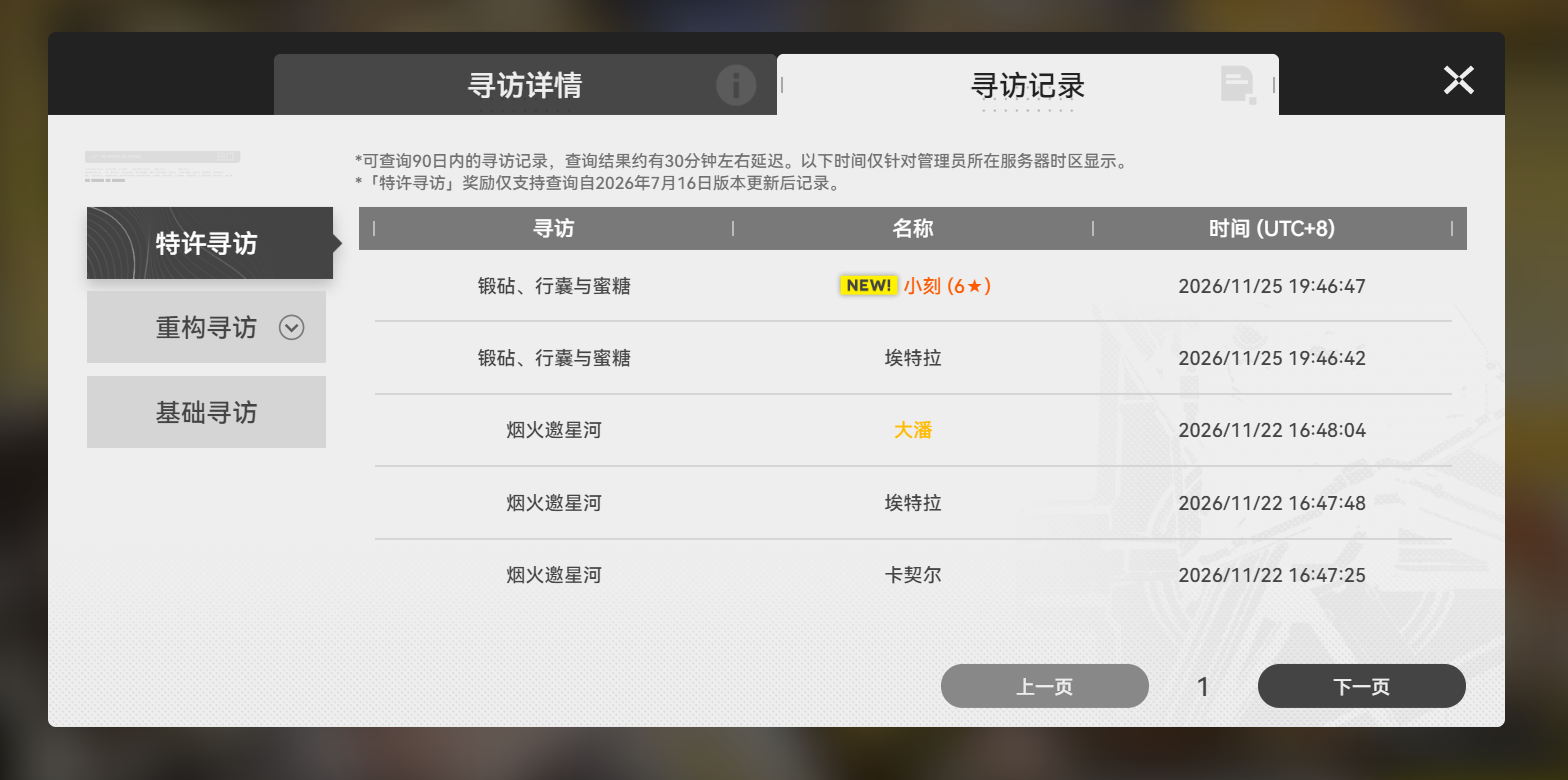 寻访详情
寻访记录
*可查询90日内的寻访记录，查询结果约有30分钟左右延迟。以下时间仅针对管理员所在服务器时区显示。
*「特许寻访」奖励仅支持查询自2026年7月16日版本更新后记录。
特许寻访
重构寻访
基础寻访
寻访 名称 时间 (UTC+8)
锻砧、行囊与蜜糖 NEW! 小刻 (6★) 2026/11/25 19:46:47
锻砧、行囊与蜜糖 埃特拉 2026/11/25 19:46:42
烟火邀星河 大潘 2026/11/22 16:48:04
烟火邀星河 埃特拉 2026/11/22 16:47:48
烟火邀星河 卡契尔 2026/11/22 16:47:25
上一页 1 下一页